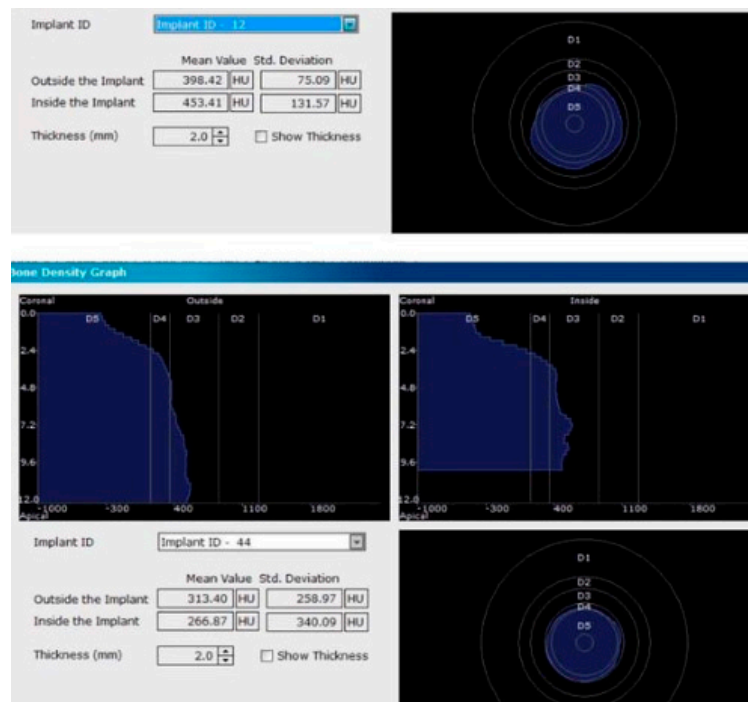 Implant ID Implant ID - 12
Mean Value Std. Deviation
Outside the Implant 398.42 HU 75.09 HU
Inside the Implant 453.41 HU 131.57 HU
Thickness (mm) 2.0 Show Thickness
D1
D2
D3
D4
D5
Bone Density Graph
Coronal Outside
0.0 D5 D4 D3 D2 D1
2.4
4.8
7.2
9.6
12.0
-1000 -300 400 1100 1800
Apical
Coronal Inside
0.0 D5 D4 D3 D2 D1
2.4
4.8
7.2
9.6
12.0
-1000 -300 400 1100 1800
Apical
Implant ID Implant ID - 44
Mean Value Std. Deviation
Outside the Implant 313.40 HU 258.97 HU
Inside the Implant 266.87 HU 340.09 HU
Thickness (mm) 2.0 Show Thickness
D1
D2
D3
D4
D5